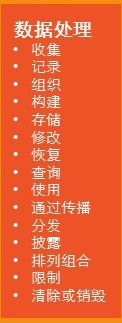 数据处理
• 收集
• 记录
• 组织
• 构建
• 存储
• 修改
• 恢复
• 查询
• 使用
• 通过传播
• 分发
• 披露
• 排列组合
• 限制
• 清除或销毁